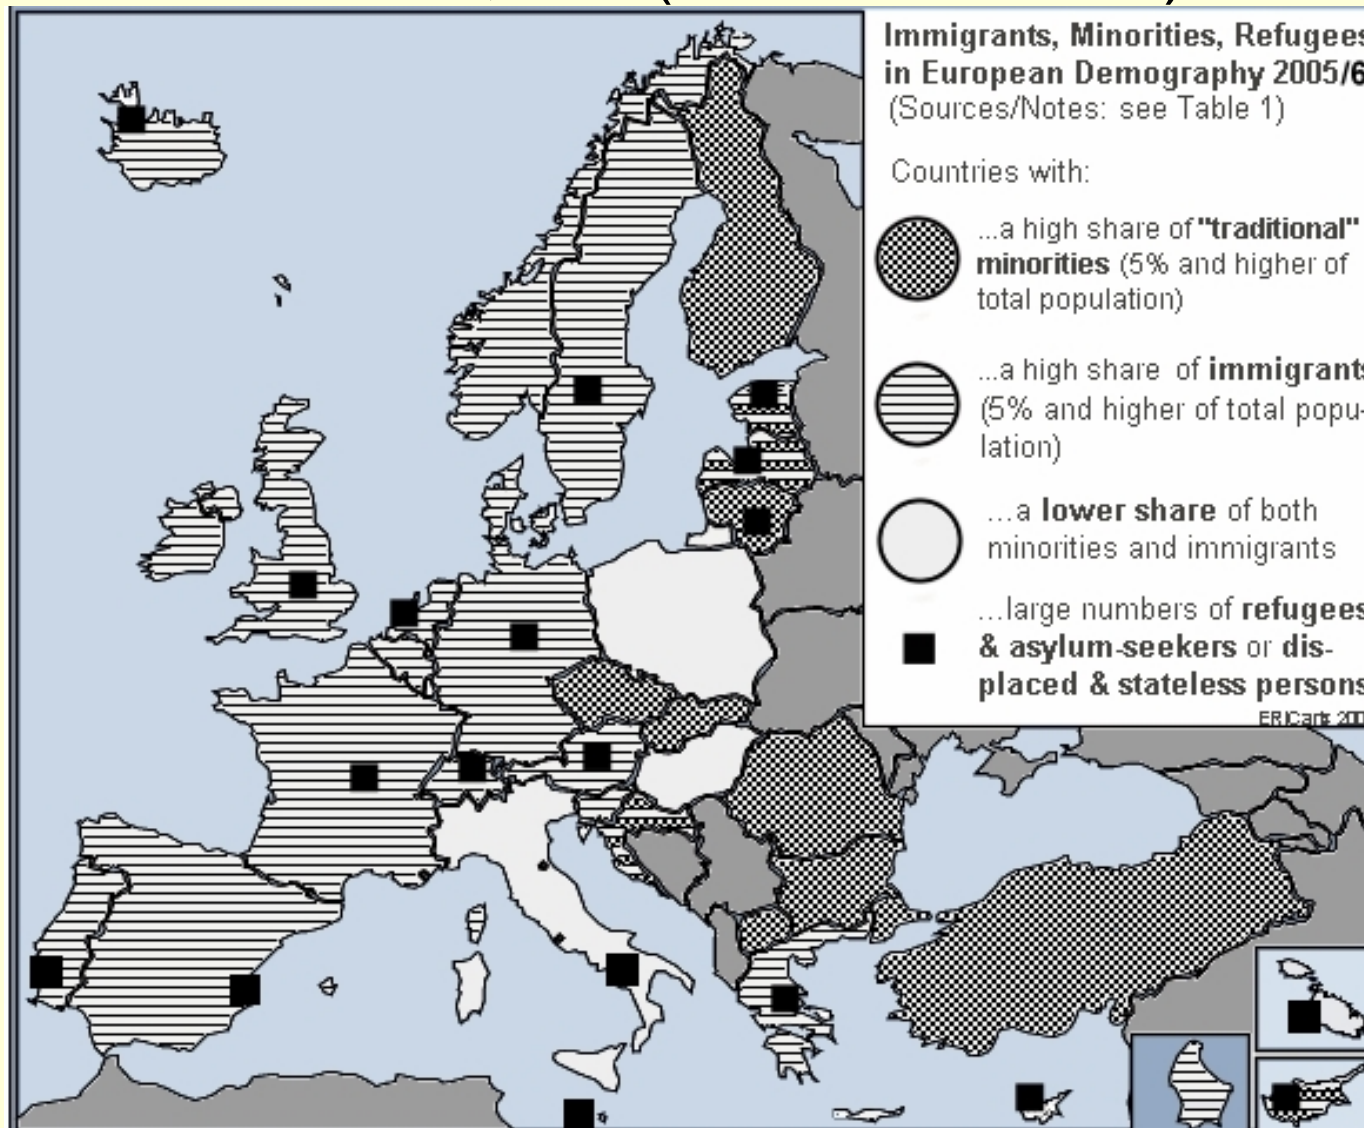 Immigrants, Minorities, Refugees
in European Demography 2005/6
(Sources/Notes: see Table 1)
Countries with:
...a high share of "traditional"
minorities (5% and higher of
total population)
...a high share of immigrants
(5% and higher of total popu-
lation)
...a lower share of both
minorities and immigrants
...large numbers of refugees
& asylum-seekers or dis-
placed & stateless persons
ERICarts 200